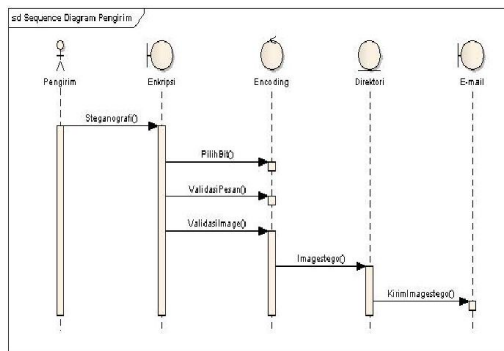 sd Sequence Diagram Pengirim
Pengirim
Enkripsi
Encoding
Direktori
E-mail
Steganografi()
PilihBit()
ValidasiPesan()
ValidasiImage()
Imagestego()
KirimImagestego()